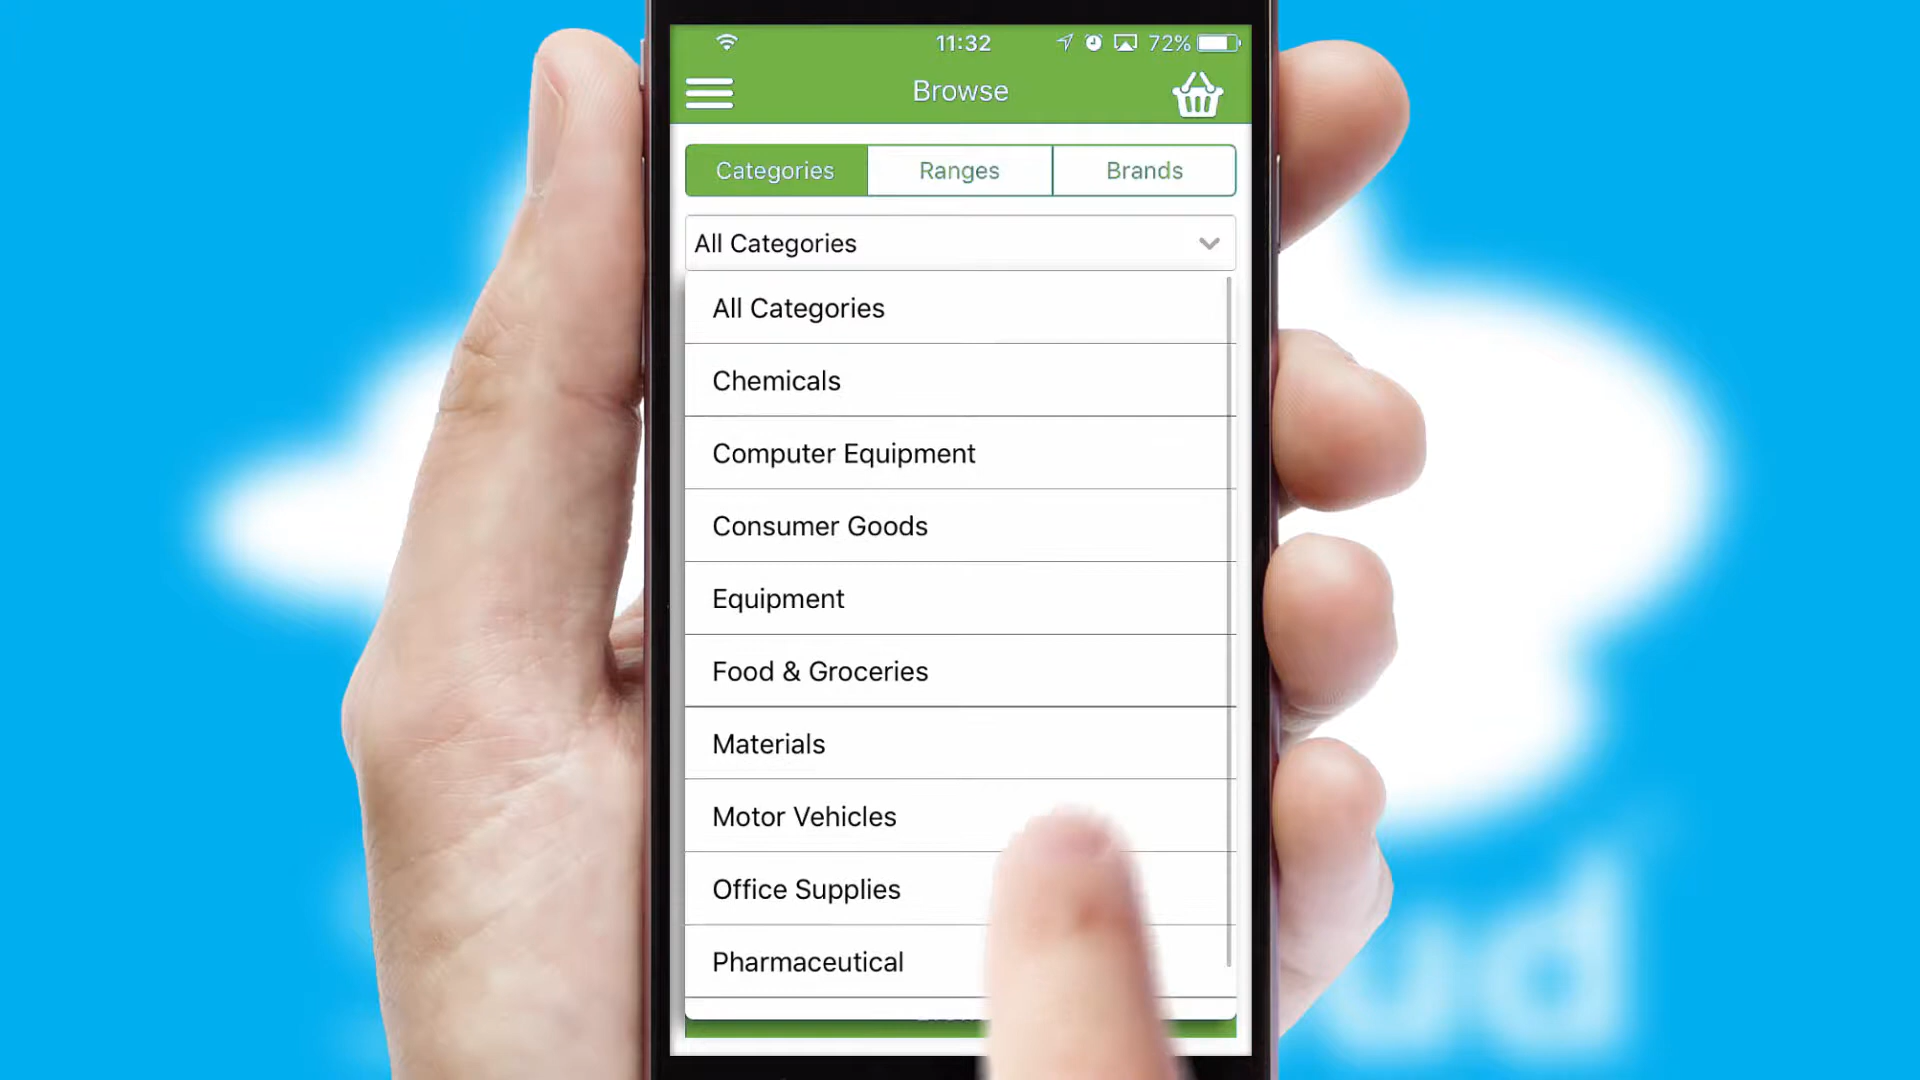 11:32 72%
Browse
Categories Ranges Brands
All Categories
All Categories
Chemicals
Computer Equipment
Consumer Goods
Equipment
Food & Groceries
Materials
Motor Vehicles
Office Supplies
Pharmaceutical
ud